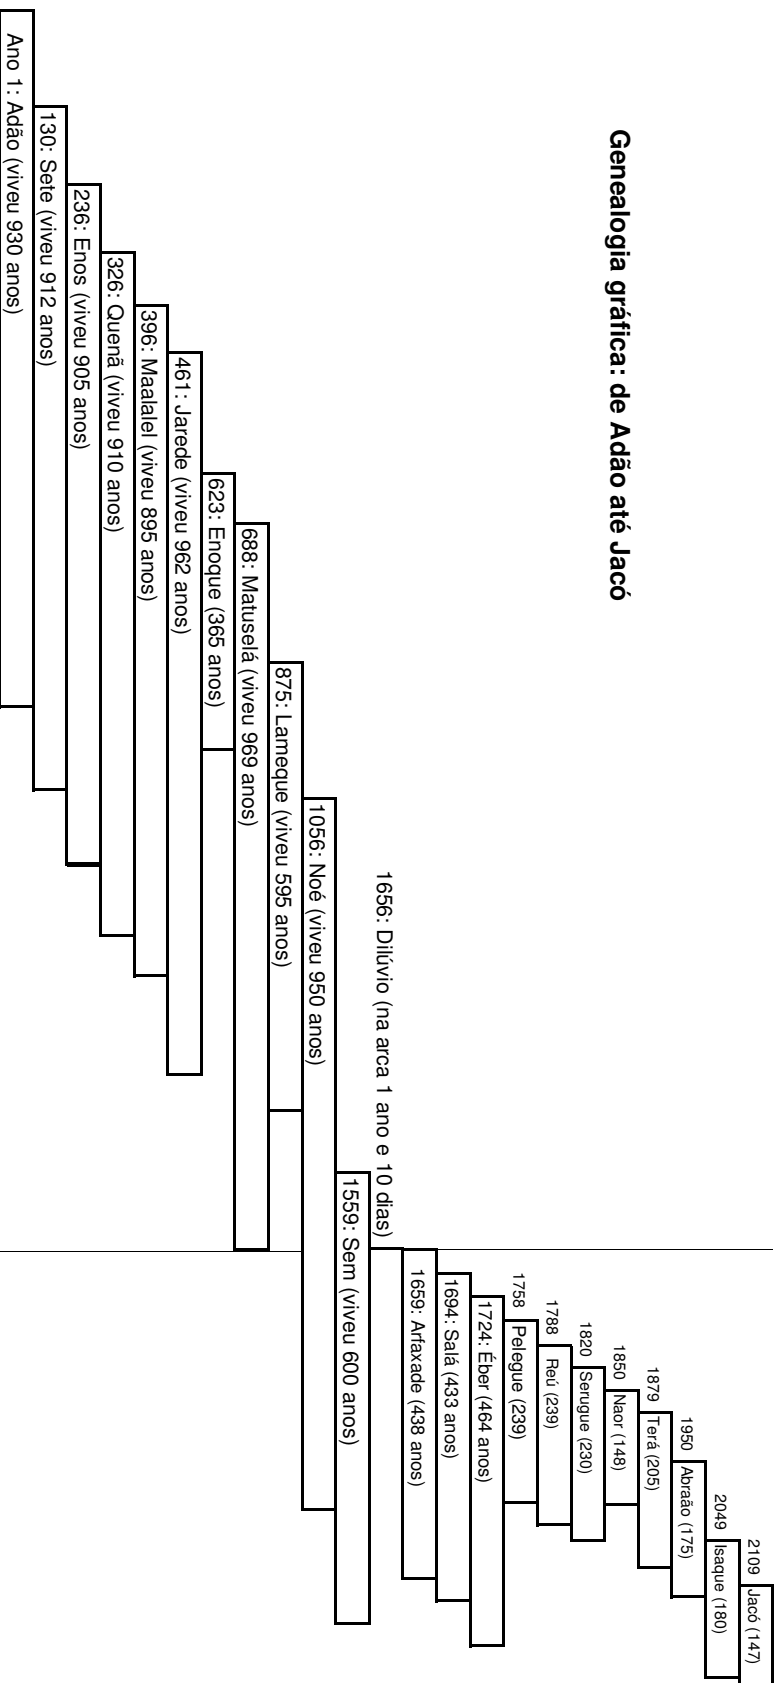 Genealogia gráfica: de Adão até Jacó
2109 Jacó (147)
2049 Isaque (180)
1950 Abraão (175)
1879 Terá (205)
1850 Naor (148)
1820 Serugue (230)
1788 Reú (239)
1758 Pelegue (239)
1724: Éber (464 anos)
1694: Salá (433 anos)
1659: Arfaxade (438 anos)
1656: Dilúvio (na arca 1 ano e 10 dias)
1559: Sem (viveu 600 anos)
1056: Noé (viveu 950 anos)
875: Lameque (viveu 595 anos)
688: Matuselá (viveu 969 anos)
623: Enoque (365 anos)
461: Jarede (viveu 962 anos)
396: Maalalel (viveu 895 anos)
326: Quenã (viveu 910 anos)
236: Enos (viveu 905 anos)
130: Sete (viveu 912 anos)
Ano 1: Adão (viveu 930 anos)